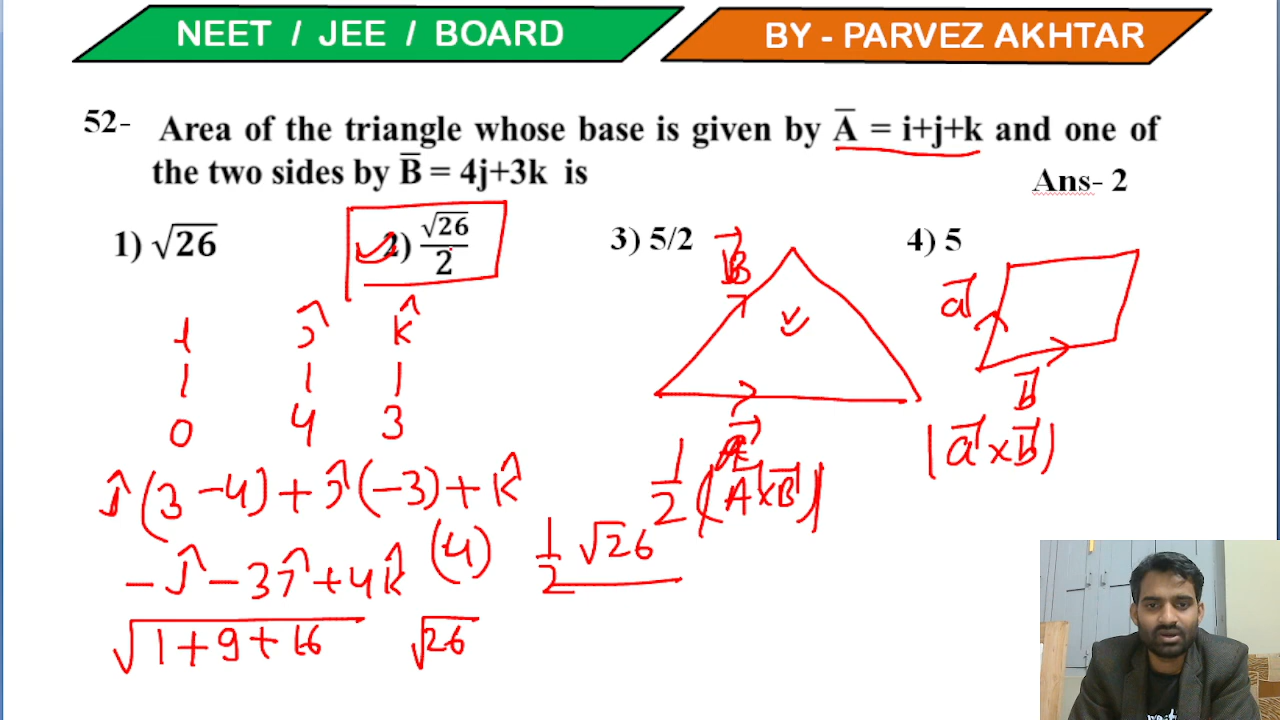 NEET / JEE / BOARD
BY - PARVEZ AKHTAR
52- Area of the triangle whose base is given by A̅ = i+j+k and one of
the two sides by B̅ = 4j+3k is
Ans- 2
1) √26 2) √26/2 3) 5/2 4) 5
î ĵ k̂
1 1 1
0 4 3
î(3-4)+ĵ(-3)+k̂
(4)
-î-3ĵ+4k̂
√1+9+16 √26
1/2 √26
B⃗
A⃗
1/2 |A⃗×B⃗|
a⃗
b⃗
|a⃗×b⃗|